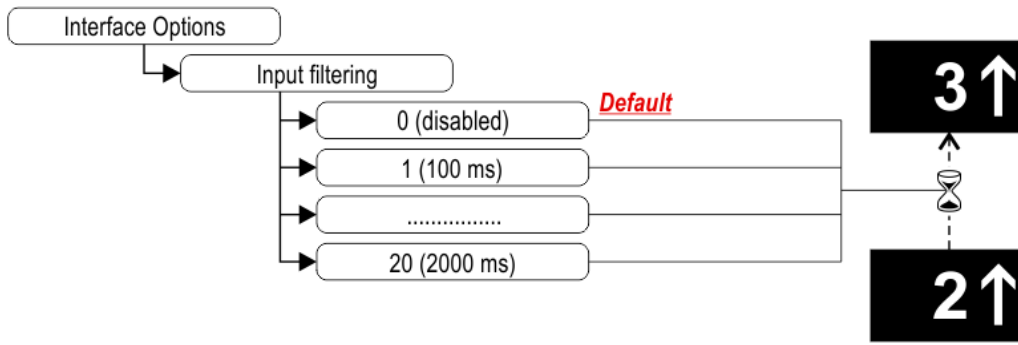 Interface Options
Input filtering
0 (disabled)
Default
1 (100 ms)
................
20 (2000 ms)
3↑
2↑